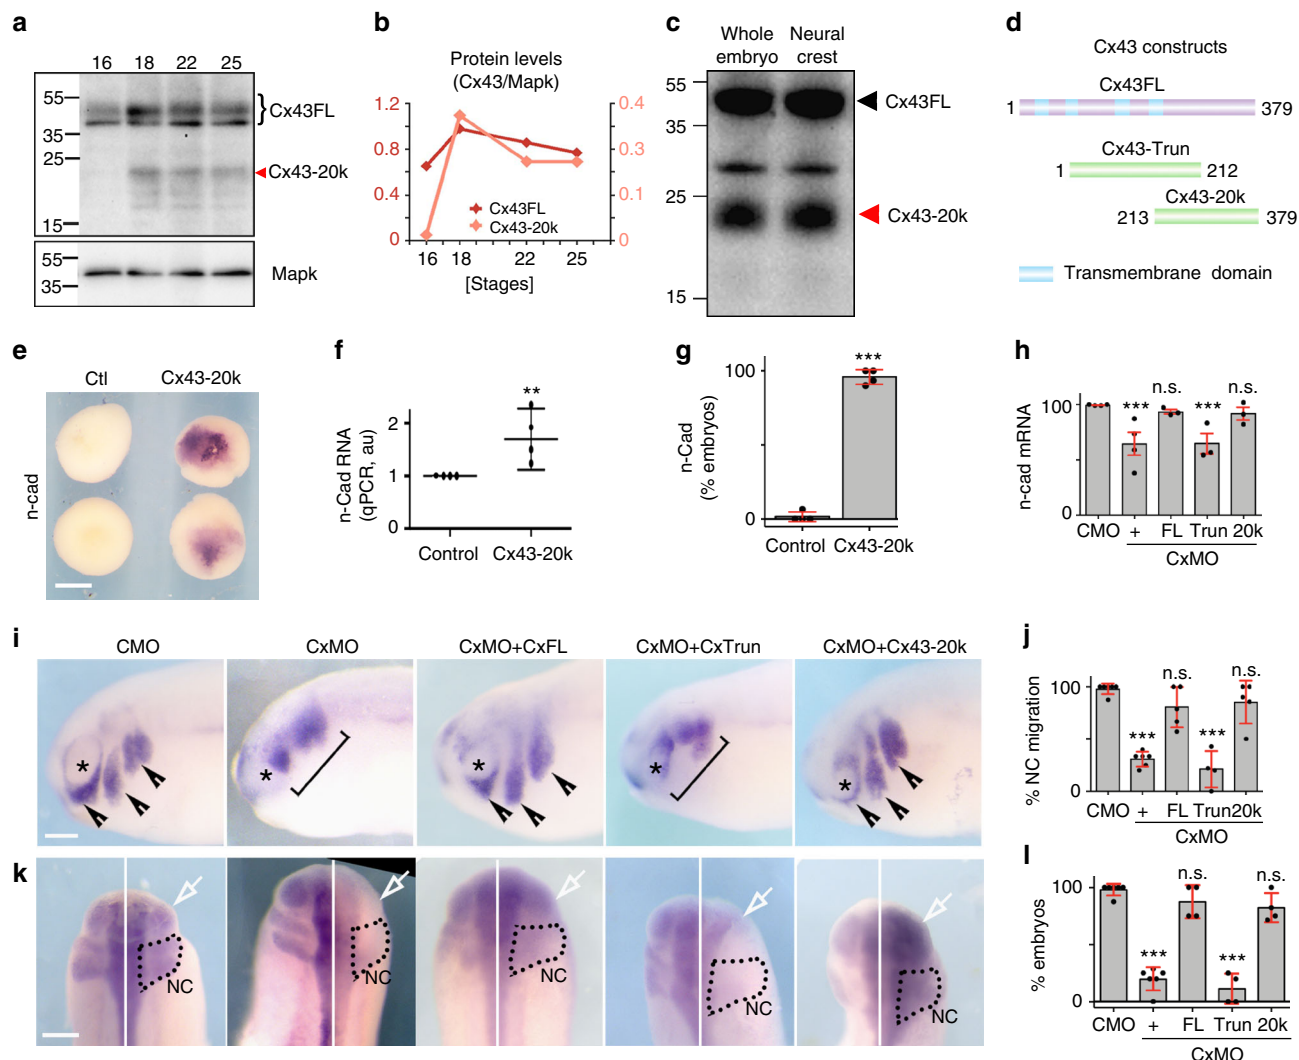 a
16 18 22 25
55
35
25
15
Cx43FL
Cx43-20k
55
35
Mapk
b
Protein levels
(Cx43/Mapk)
1.2
0.8
0.4
0
0.4
0.3
0.1
0
Cx43FL
Cx43-20k
16 18 22 25
[Stages]
c
Whole embryo
Neural crest
55
35
25
15
Cx43FL
Cx43-20k
d
Cx43 constructs
Cx43FL
1 379
Cx43-Trun
1 212
Cx43-20k
213 379
Transmembrane domain
e
Ctl Cx43-20k
n-cad
f
n-Cad RNA
(qPCR, au)
2
1
0
**
Control Cx43-20k
g
n-Cad
(% embryos)
100
0
***
Control Cx43-20k
h
n-cad mRNA
100
0
*** n.s. *** n.s.
CMO + FL Trun 20k
CxMO
i
CMO CxMO CxMO+CxFL CxMO+CxTrun CxMO+Cx43-20k
* * * * *
j
% NC migration
100
0
*** n.s. *** n.s.
CMO + FL Trun 20k
CxMO
k
NC NC NC NC NC
l
% embryos
100
0
*** n.s. *** n.s.
CMO + FL Trun 20k
CxMO